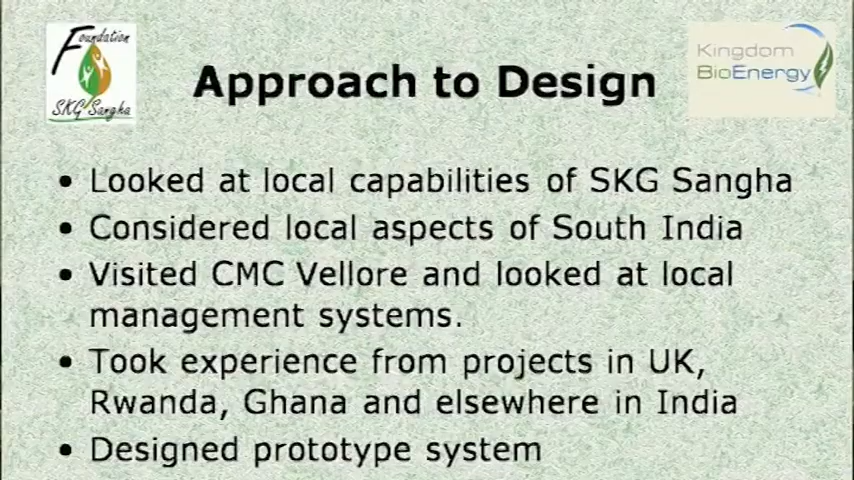 Foundation
SKG Sangha
Kingdom
BioEnergy
Approach to Design
• Looked at local capabilities of SKG Sangha
• Considered local aspects of South India
• Visited CMC Vellore and looked at local
management systems.
• Took experience from projects in UK,
Rwanda, Ghana and elsewhere in India
• Designed prototype system